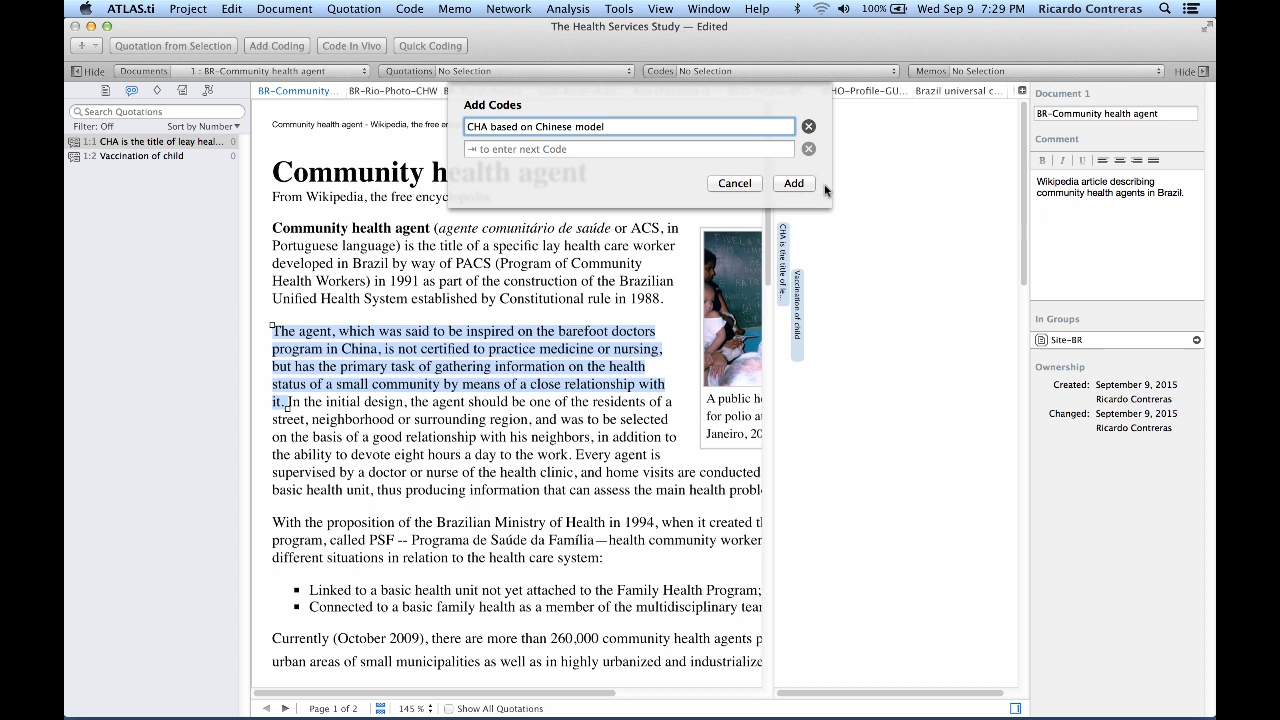 ATLAS.ti Project Edit Document Quotation Code Memo Network Analysis Tools View Window Help 100% Wed Sep 9 7:29 PM Ricardo Contreras
The Health Services Study — Edited
+ Quotation from Selection Add Coding Code In Vivo Quick Coding
Hide Documents 1 : BR-Community health agent Quotations No Selection Codes No Selection Memos No Selection Hide
BR-Community... BR-Rio-Photo-CHW HO-Profile-GU... Brazil universal c...
Search Quotations
Filter: Off Sort by Number
1:1 CHA is the title of leay heal... 0
1:2 Vaccination of child 0
Add Codes
CHA based on Chinese model
⇥ to enter next Code
Cancel Add
Community health agent - Wikipedia, the free en
Community health agent
From Wikipedia, the free encyclopedia
Community health agent (agente comunitário de saúde or ACS, in
Portuguese language) is the title of a specific lay health care worker
developed in Brazil by way of PACS (Program of Community
Health Workers) in 1991 as part of the construction of the Brazilian
Unified Health System established by Constitutional rule in 1988.
The agent, which was said to be inspired on the barefoot doctors
program in China, is not certified to practice medicine or nursing,
but has the primary task of gathering information on the health
status of a small community by means of a close relationship with
it. In the initial design, the agent should be one of the residents of a
street, neighborhood or surrounding region, and was to be selected
on the basis of a good relationship with his neighbors, in addition to
the ability to devote eight hours a day to the work. Every agent is
supervised by a doctor or nurse of the health clinic, and home visits are conducted
basic health unit, thus producing information that can assess the main health probl
With the proposition of the Brazilian Ministry of Health in 1994, when it created t
program, called PSF -- Programa de Saúde da Família—health community worker
different situations in relation to the health care system:
▪ Linked to a basic health unit not yet attached to the Family Health Program;
▪ Connected to a basic family health as a member of the multidisciplinary tea
Currently (October 2009), there are more than 260,000 community health agents p
urban areas of small municipalities as well as in highly urbanized and industrialize
A public he
for polio at
Janeiro, 20
CHA is the title of le...
Vaccination of child
Document 1
BR-Community health agent
Comment
B I U
Wikipedia article describing
community health agents in Brazil.
In Groups
Site-BR
Ownership
Created: September 9, 2015
Ricardo Contreras
Changed: September 9, 2015
Ricardo Contreras
Page 1 of 2 145 % Show All Quotations